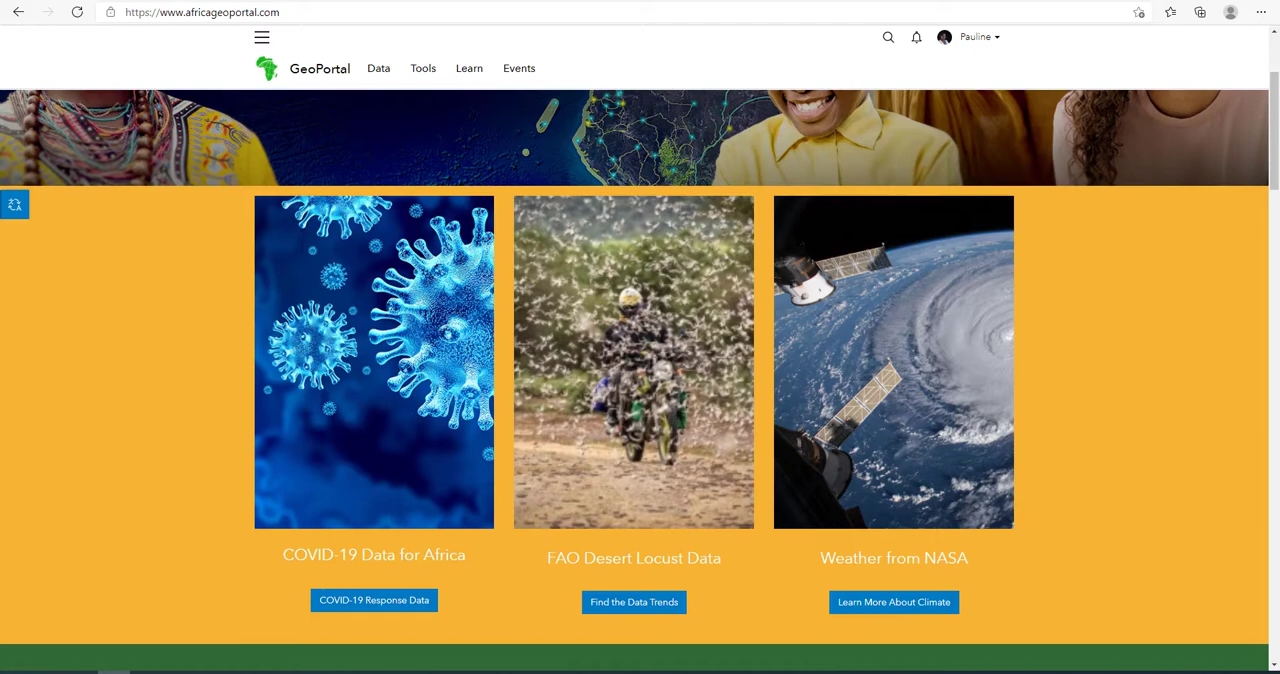 https://www.africageoportal.com
Pauline
GeoPortal Data Tools Learn Events
COVID-19 Data for Africa
FAO Desert Locust Data
Weather from NASA
COVID-19 Response Data
Find the Data Trends
Learn More About Climate